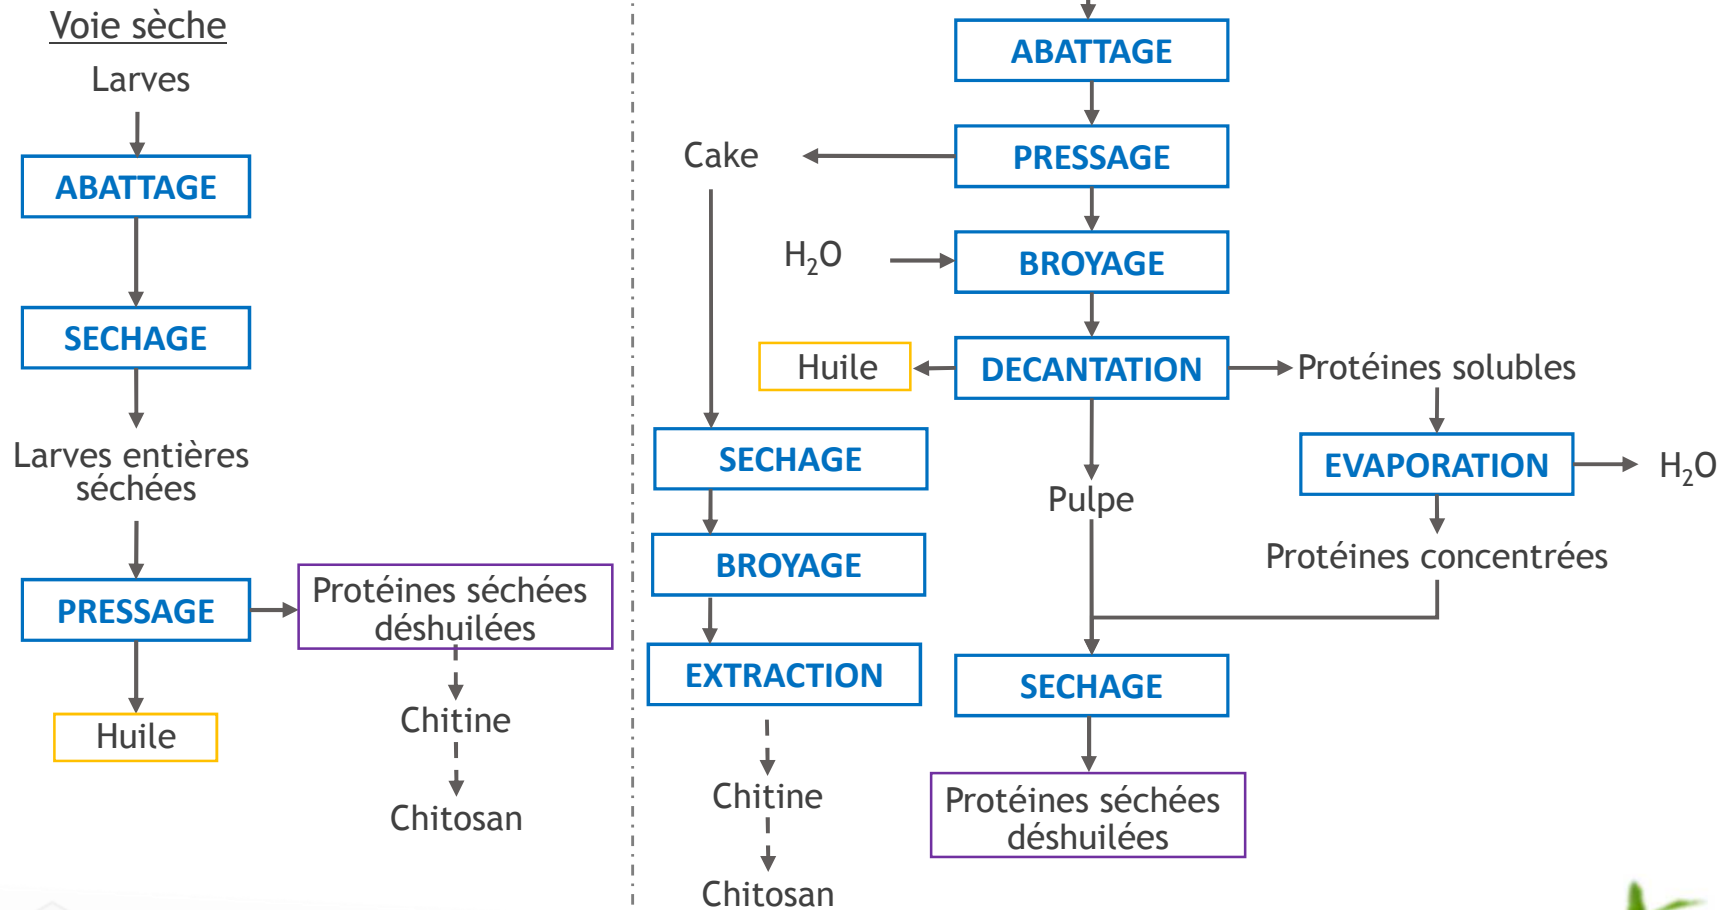 Voie sèche
Larves
ABATTAGE
SECHAGE
Larves entières
séchées
PRESSAGE
Protéines séchées
déshuilées
Huile
Chitine
Chitosan
ABATTAGE
PRESSAGE
Cake
H₂O
BROYAGE
Huile
DECANTATION
Protéines solubles
SECHAGE
EVAPORATION
H₂O
Pulpe
BROYAGE
Protéines concentrées
EXTRACTION
SECHAGE
Chitine
Protéines séchées
déshuilées
Chitosan